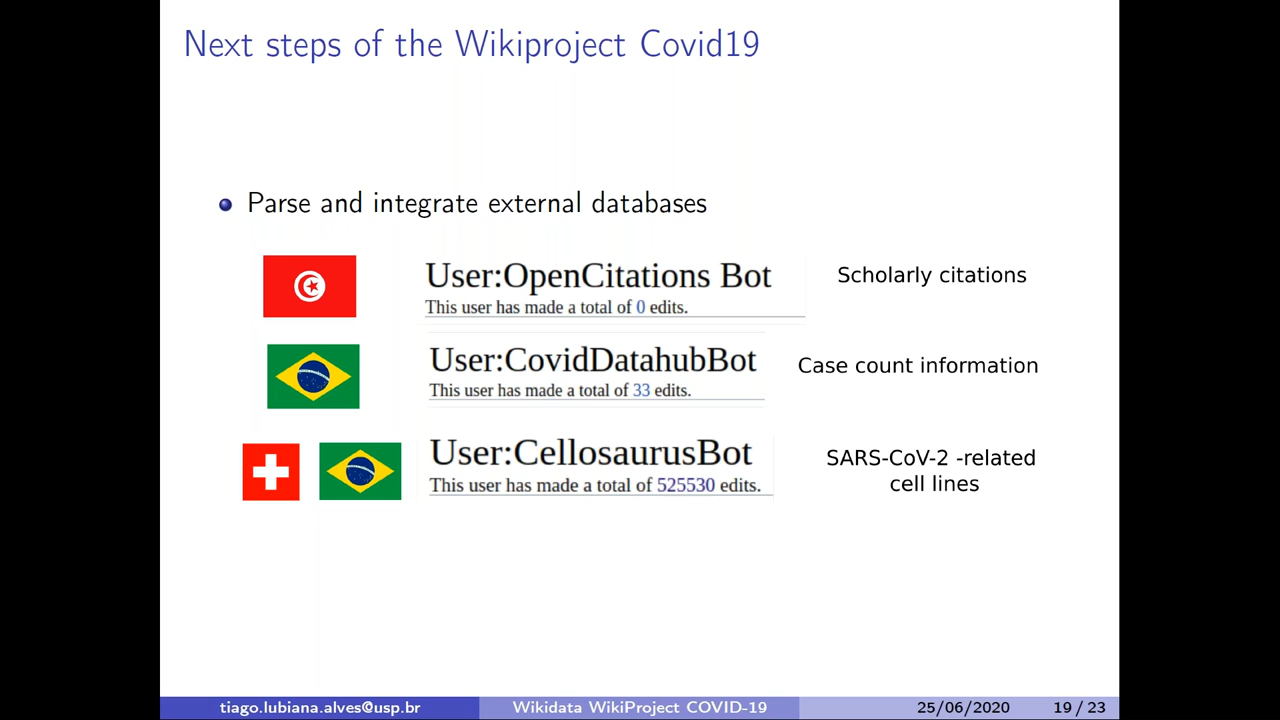 Next steps of the Wikiproject Covid19
Parse and integrate external databases
User:OpenCitations Bot
This user has made a total of 0 edits.
Scholarly citations
User:CovidDatahubBot
This user has made a total of 33 edits.
Case count information
User:CellosaurusBot
This user has made a total of 525530 edits.
SARS-CoV-2 -related
cell lines
tiago.lubiana.alves@usp.br
Wikidata WikiProject COVID-19
25/06/2020
19 / 23